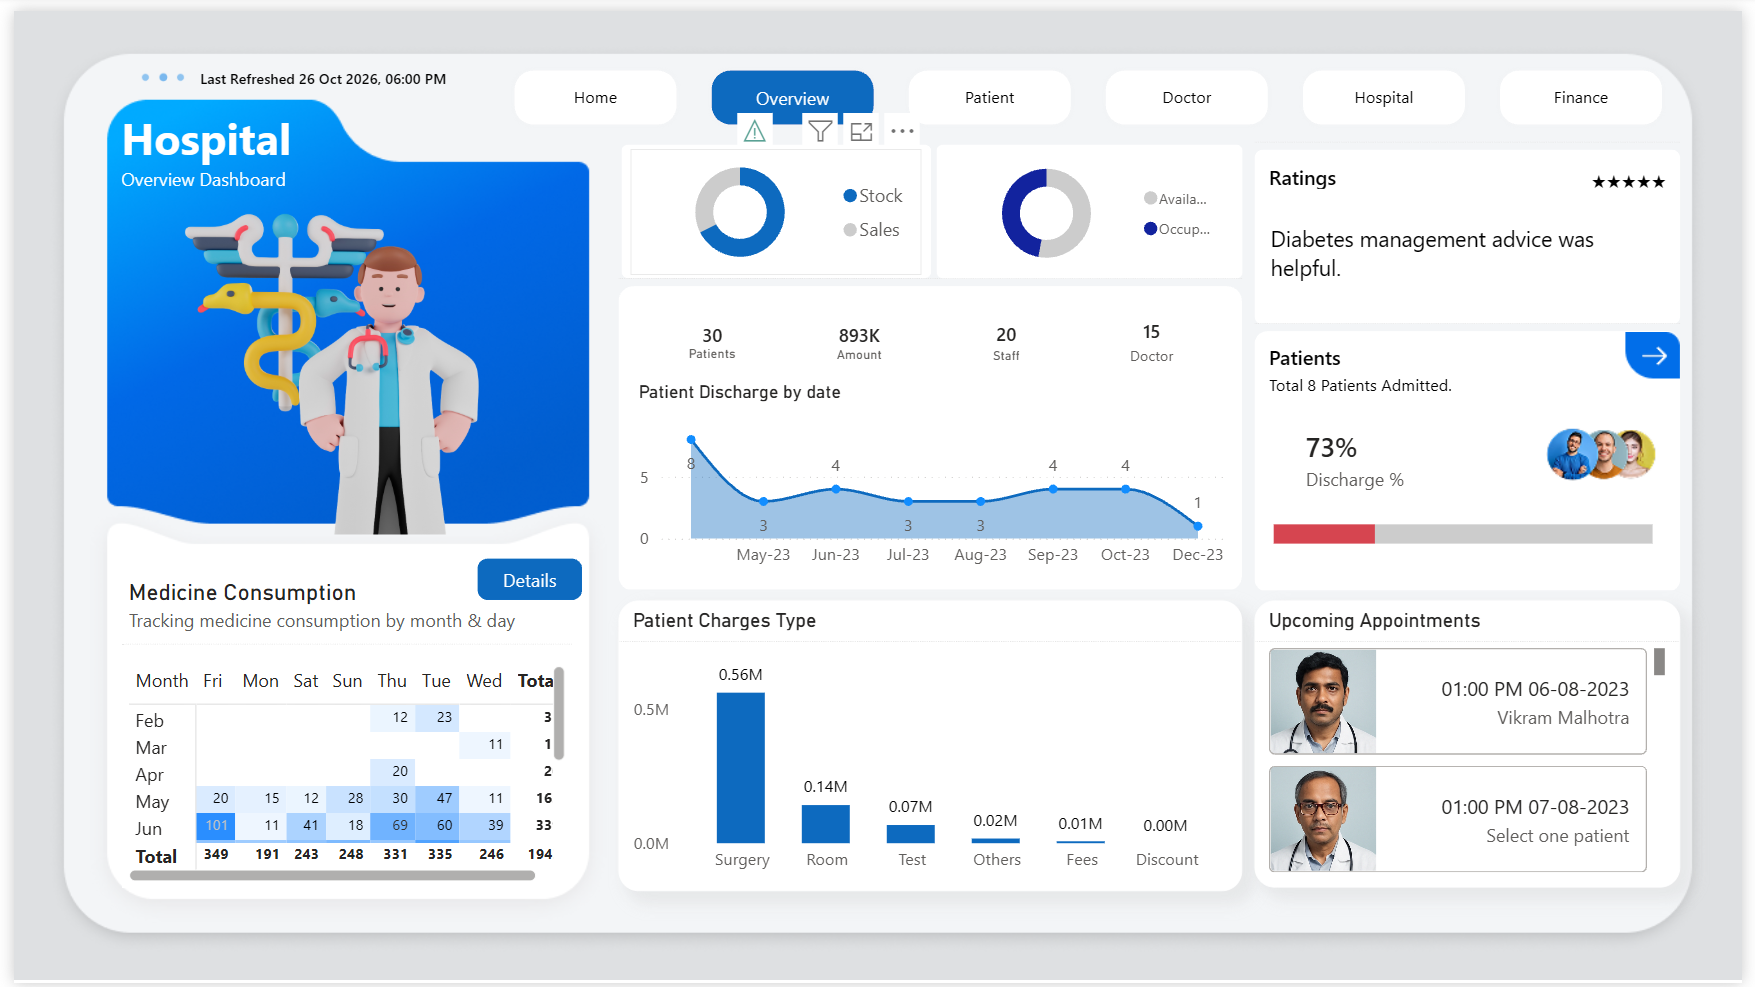 Last Refreshed 26 Oct 2026, 06:00 PM
Home
Overview
Patient
Doctor
Hospital
Finance
Hospital
Overview Dashboard
Stock
Sales
Availa...
Occup...
Ratings
★★★★★
Diabetes management advice was
helpful.
30
Patients
893K
Amount
20
Staff
15
Doctor
Patient Discharge by date
5
0
8
3
4
3
3
4
4
1
May-23 Jun-23 Jul-23 Aug-23 Sep-23 Oct-23 Dec-23
Patients
Total 8 Patients Admitted.
73%
Discharge %
Medicine Consumption
Details
Tracking medicine consumption by month & day
Month Fri Mon Sat Sun Thu Tue Wed Tota
Feb 12 23 3
Mar 11 1
Apr 20 2
May 20 15 12 28 30 47 11 16
Jun 101 11 41 18 69 60 39 33
Total 349 191 243 248 331 335 246 194
Patient Charges Type
0.5M
0.0M
0.56M
0.14M
0.07M
0.02M
0.01M
0.00M
Surgery Room Test Others Fees Discount
Upcoming Appointments
01:00 PM 06-08-2023
Vikram Malhotra
01:00 PM 07-08-2023
Select one patient